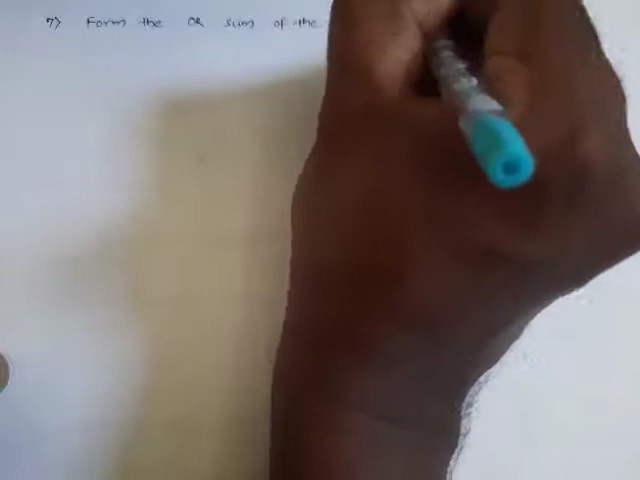 7) Form the OR sum of the